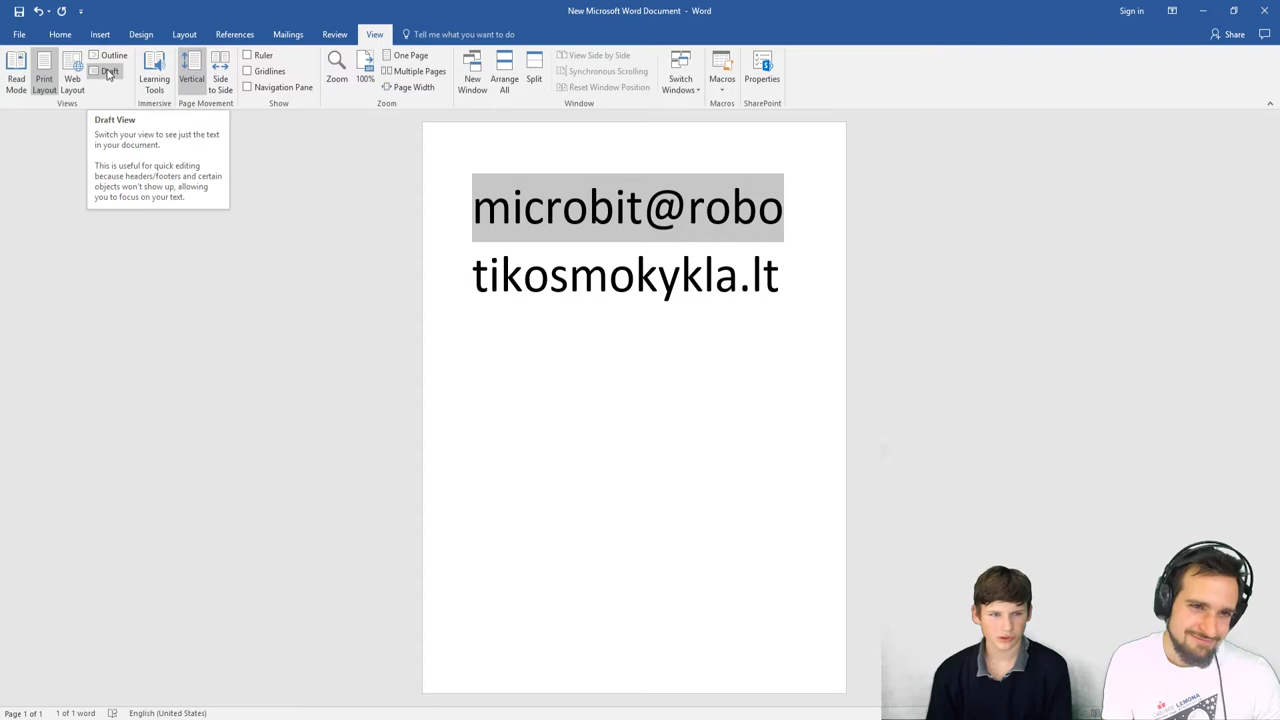 New Microsoft Word Document - Word
Sign in
File Home Insert Design Layout References Mailings Review View Tell me what you want to do
Share
Read Mode
Print Layout
Web Layout
Outline
Draft
Views
Learning Tools
Immersive
Vertical
Side to Side
Page Movement
Ruler
Gridlines
Navigation Pane
Show
Zoom
100%
One Page
Multiple Pages
Page Width
Zoom
New Window
Arrange All
Split
View Side by Side
Synchronous Scrolling
Reset Window Position
Window
Switch Windows
Macros
Macros
Properties
SharePoint
Draft View
Switch your view to see just the text
in your document.
This is useful for quick editing
because headers/footers and certain
objects won't show up, allowing
you to focus on your text.
microbit@robo
tikosmokykla.lt
LEMONA
Page 1 of 1 1 of 1 word English (United States)